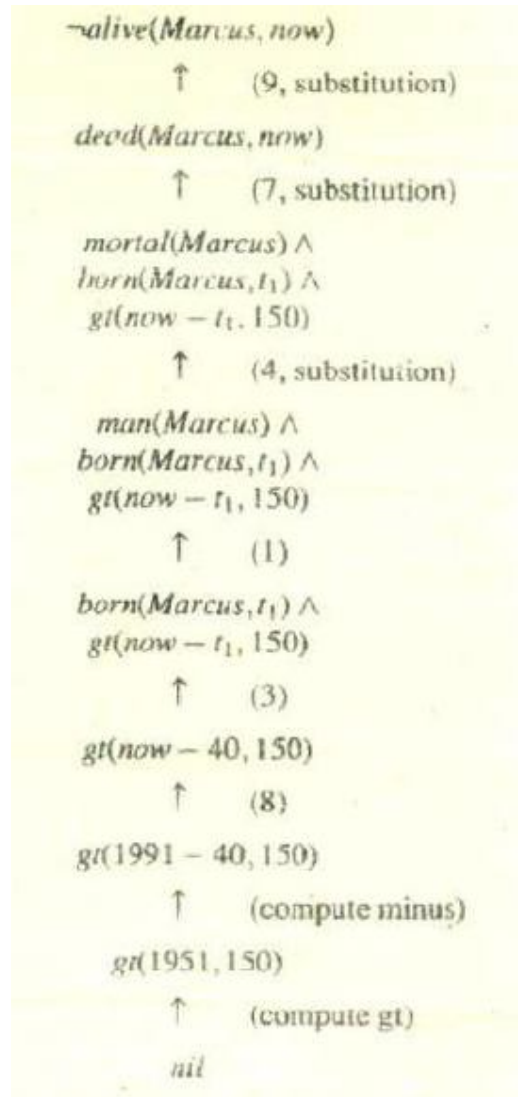 ¬alive(Marcus, now)
↑ (9, substitution)
dead(Marcus, now)
↑ (7, substitution)
mortal(Marcus) ∧
born(Marcus, t₁) ∧
gt(now – t₁, 150)
↑ (4, substitution)
man(Marcus) ∧
born(Marcus, t₁) ∧
gt(now – t₁, 150)
↑ (1)
born(Marcus, t₁) ∧
gt(now – t₁, 150)
↑ (3)
gt(now – 40, 150)
↑ (8)
gt(1991 – 40, 150)
↑ (compute minus)
gt(1951, 150)
↑ (compute gt)
nil